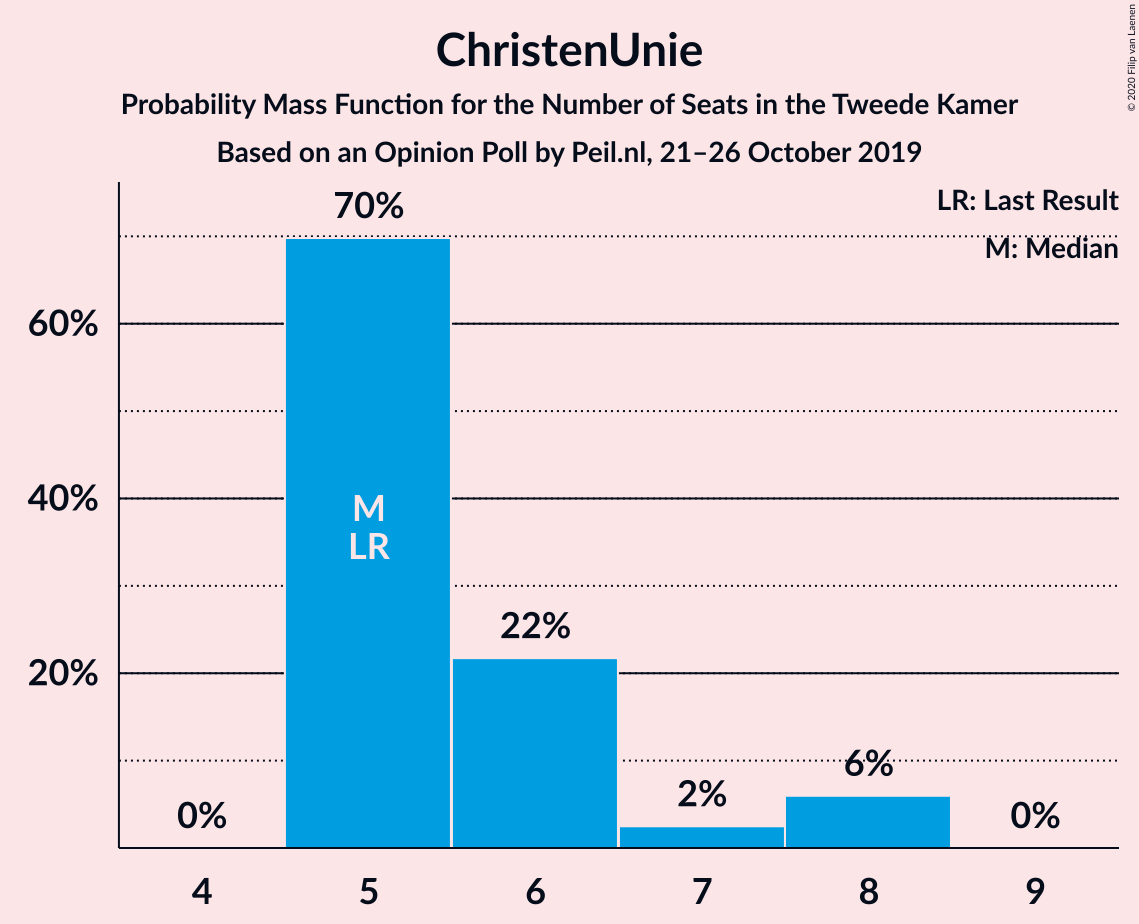 ChristenUnie
Probability Mass Function for the Number of Seats in the Tweede Kamer
Based on an Opinion Poll by Peil.nl, 21–26 October 2019
© 2020 Filip van Laenen
LR: Last Result
M: Median
60%
40%
20%
0%
70%
M
LR
22%
2%
6%
0%
4 5 6 7 8 9